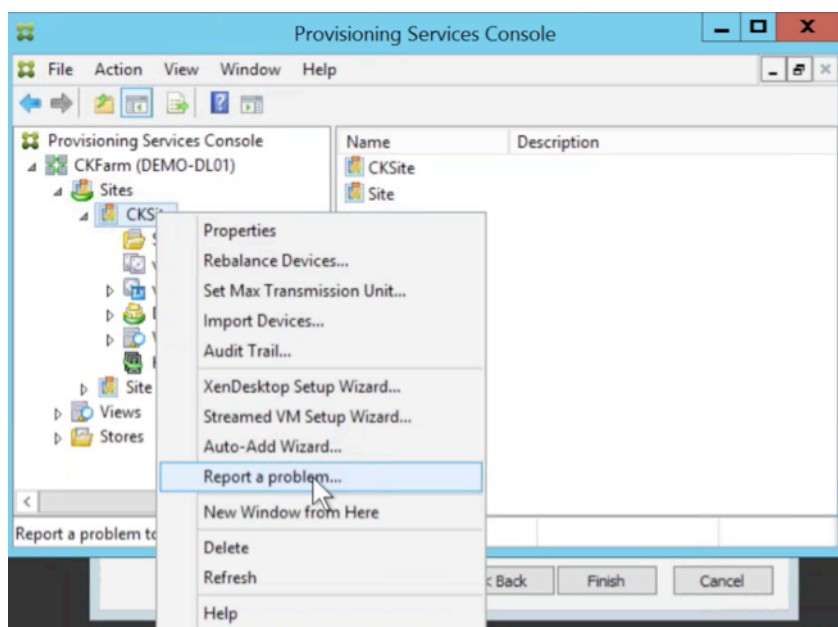 Provisioning Services Console
File Action View Window Help
Provisioning Services Console
CKFarm (DEMO-DL01)
Sites
Site
Views
Stores
Name Description
CKSite
Site
Properties
Rebalance Devices...
Set Max Transmission Unit...
Import Devices...
Audit Trail...
XenDesktop Setup Wizard...
Streamed VM Setup Wizard...
Auto-Add Wizard...
Report a problem...
New Window from Here
Delete
Refresh
Help
Report a problem
Back Finish Cancel